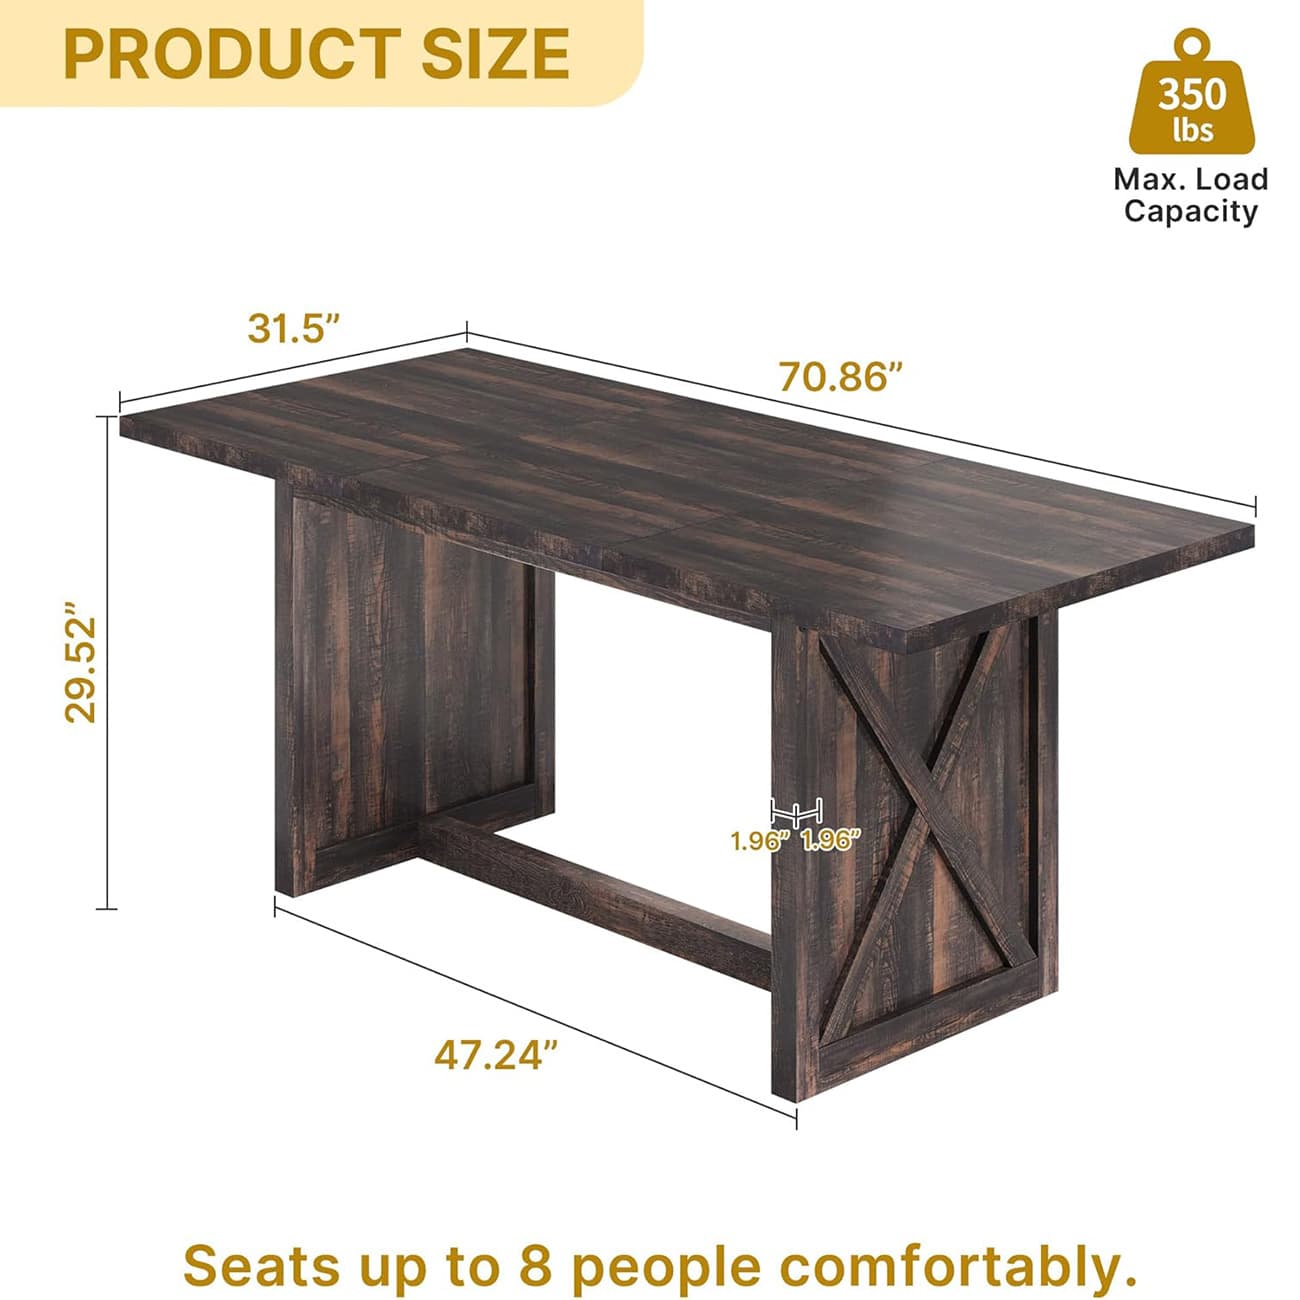 PRODUCT SIZE
350
lbs
Max. Load
Capacity
31.5”
70.86”
29.52”
1.96” 1.96”
47.24”
Seats up to 8 people comfortably.